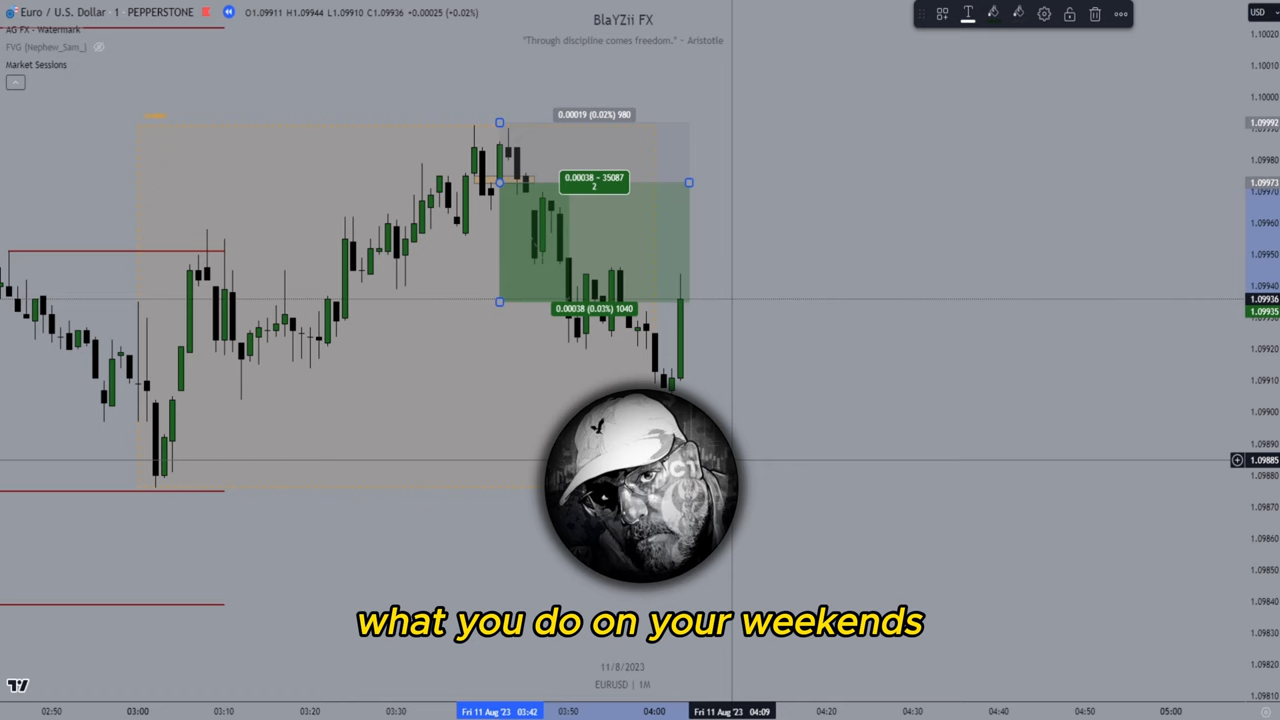 Euro / U.S. Dollar · 1 · PEPPERSTONE O1.09911 H1.09944 L1.09910 C1.09936 +0.00025 (+0.02%)
AG FX - Watermark
FVG (Nephew_Sam_)
Market Sessions
BlaYZii FX
"Through discipline comes freedom." ~ Aristotle
USD
1.10020
1.10010
1.10000
1.09992
1.09980
1.09973
1.09970
1.09960
1.09950
1.09940
1.09936
1.09935
1.09920
1.09910
1.09900
1.09890
1.09885
1.09870
1.09860
1.09850
1.09840
1.09830
1.09820
1.09810
0.00019 (0.02%) 980
0.00038 ~ 35087
2
0.00038 (0.03%) 1040
CT
what you do on your weekends
11/8/2023
EURUSD | 1M
02:50 03:00 03:10 03:20 03:30 Fri 11 Aug '23 03:42 03:50 04:00 Fri 11 Aug '23 04:09 04:20 04:30 04:40 04:50 05:00